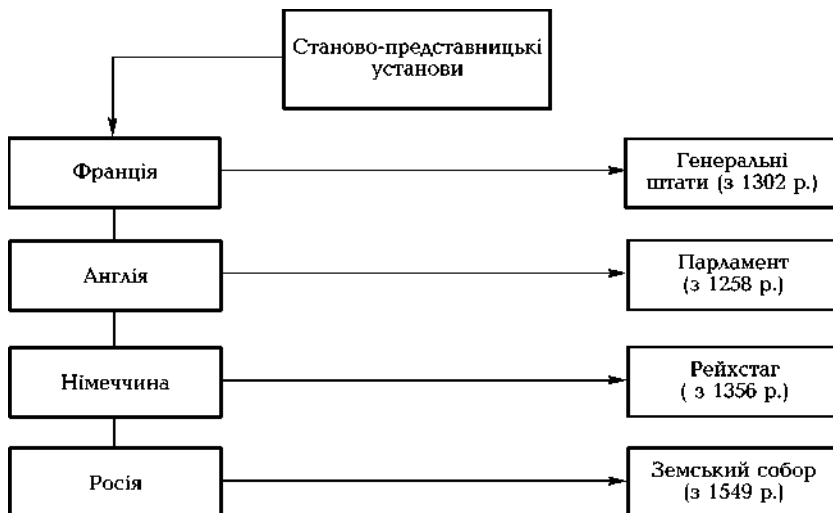 Станово-представницькі
установи
Франція
Генеральні
штати (з 1302 р.)
Англія
Парламент
(з 1258 р.)
Німеччина
Рейхстаг
( з 1356 р.)
Росія
Земський собор
(з 1549 р.)